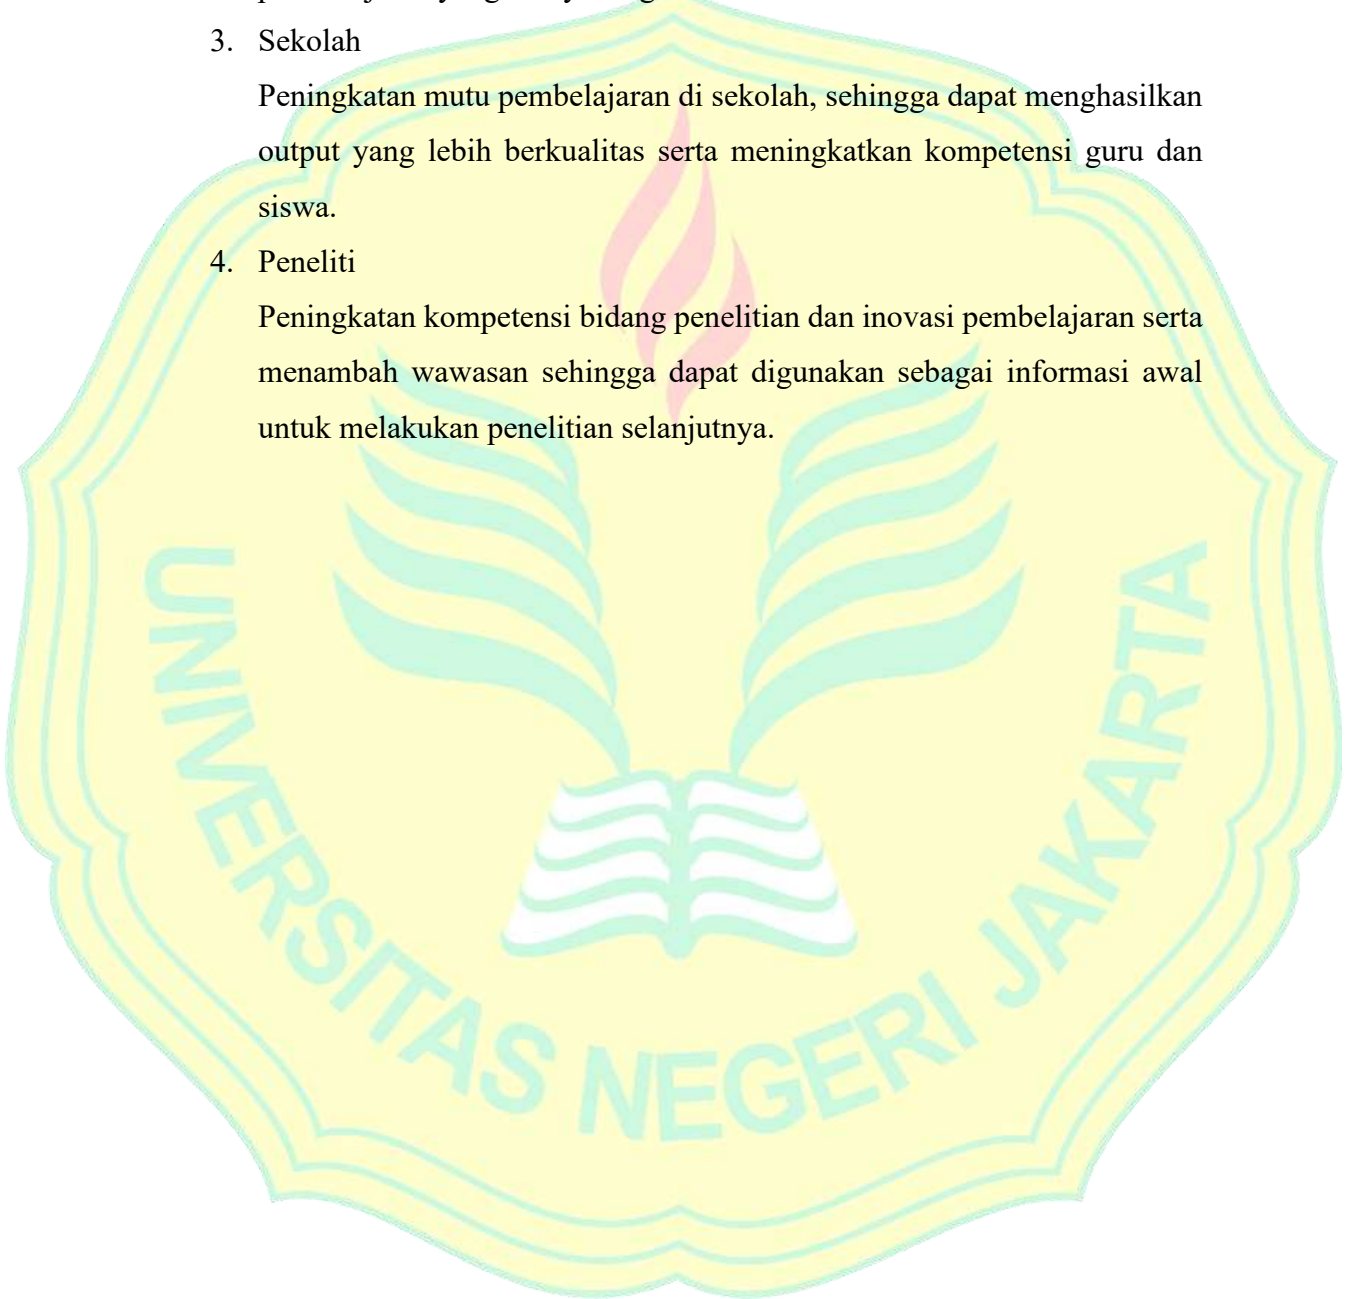 3. Sekolah
Peningkatan mutu pembelajaran di sekolah, sehingga dapat menghasilkan
output yang lebih berkualitas serta meningkatkan kompetensi guru dan
siswa.
4. Peneliti
Peningkatan kompetensi bidang penelitian dan inovasi pembelajaran serta
menambah wawasan sehingga dapat digunakan sebagai informasi awal
untuk melakukan penelitian selanjutnya.
UNIVERSITAS NEGERI JAKARTA